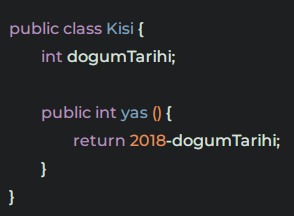 public class Kisi {
int dogumTarihi;
public int yas () {
return 2018-dogumTarihi;
}
}